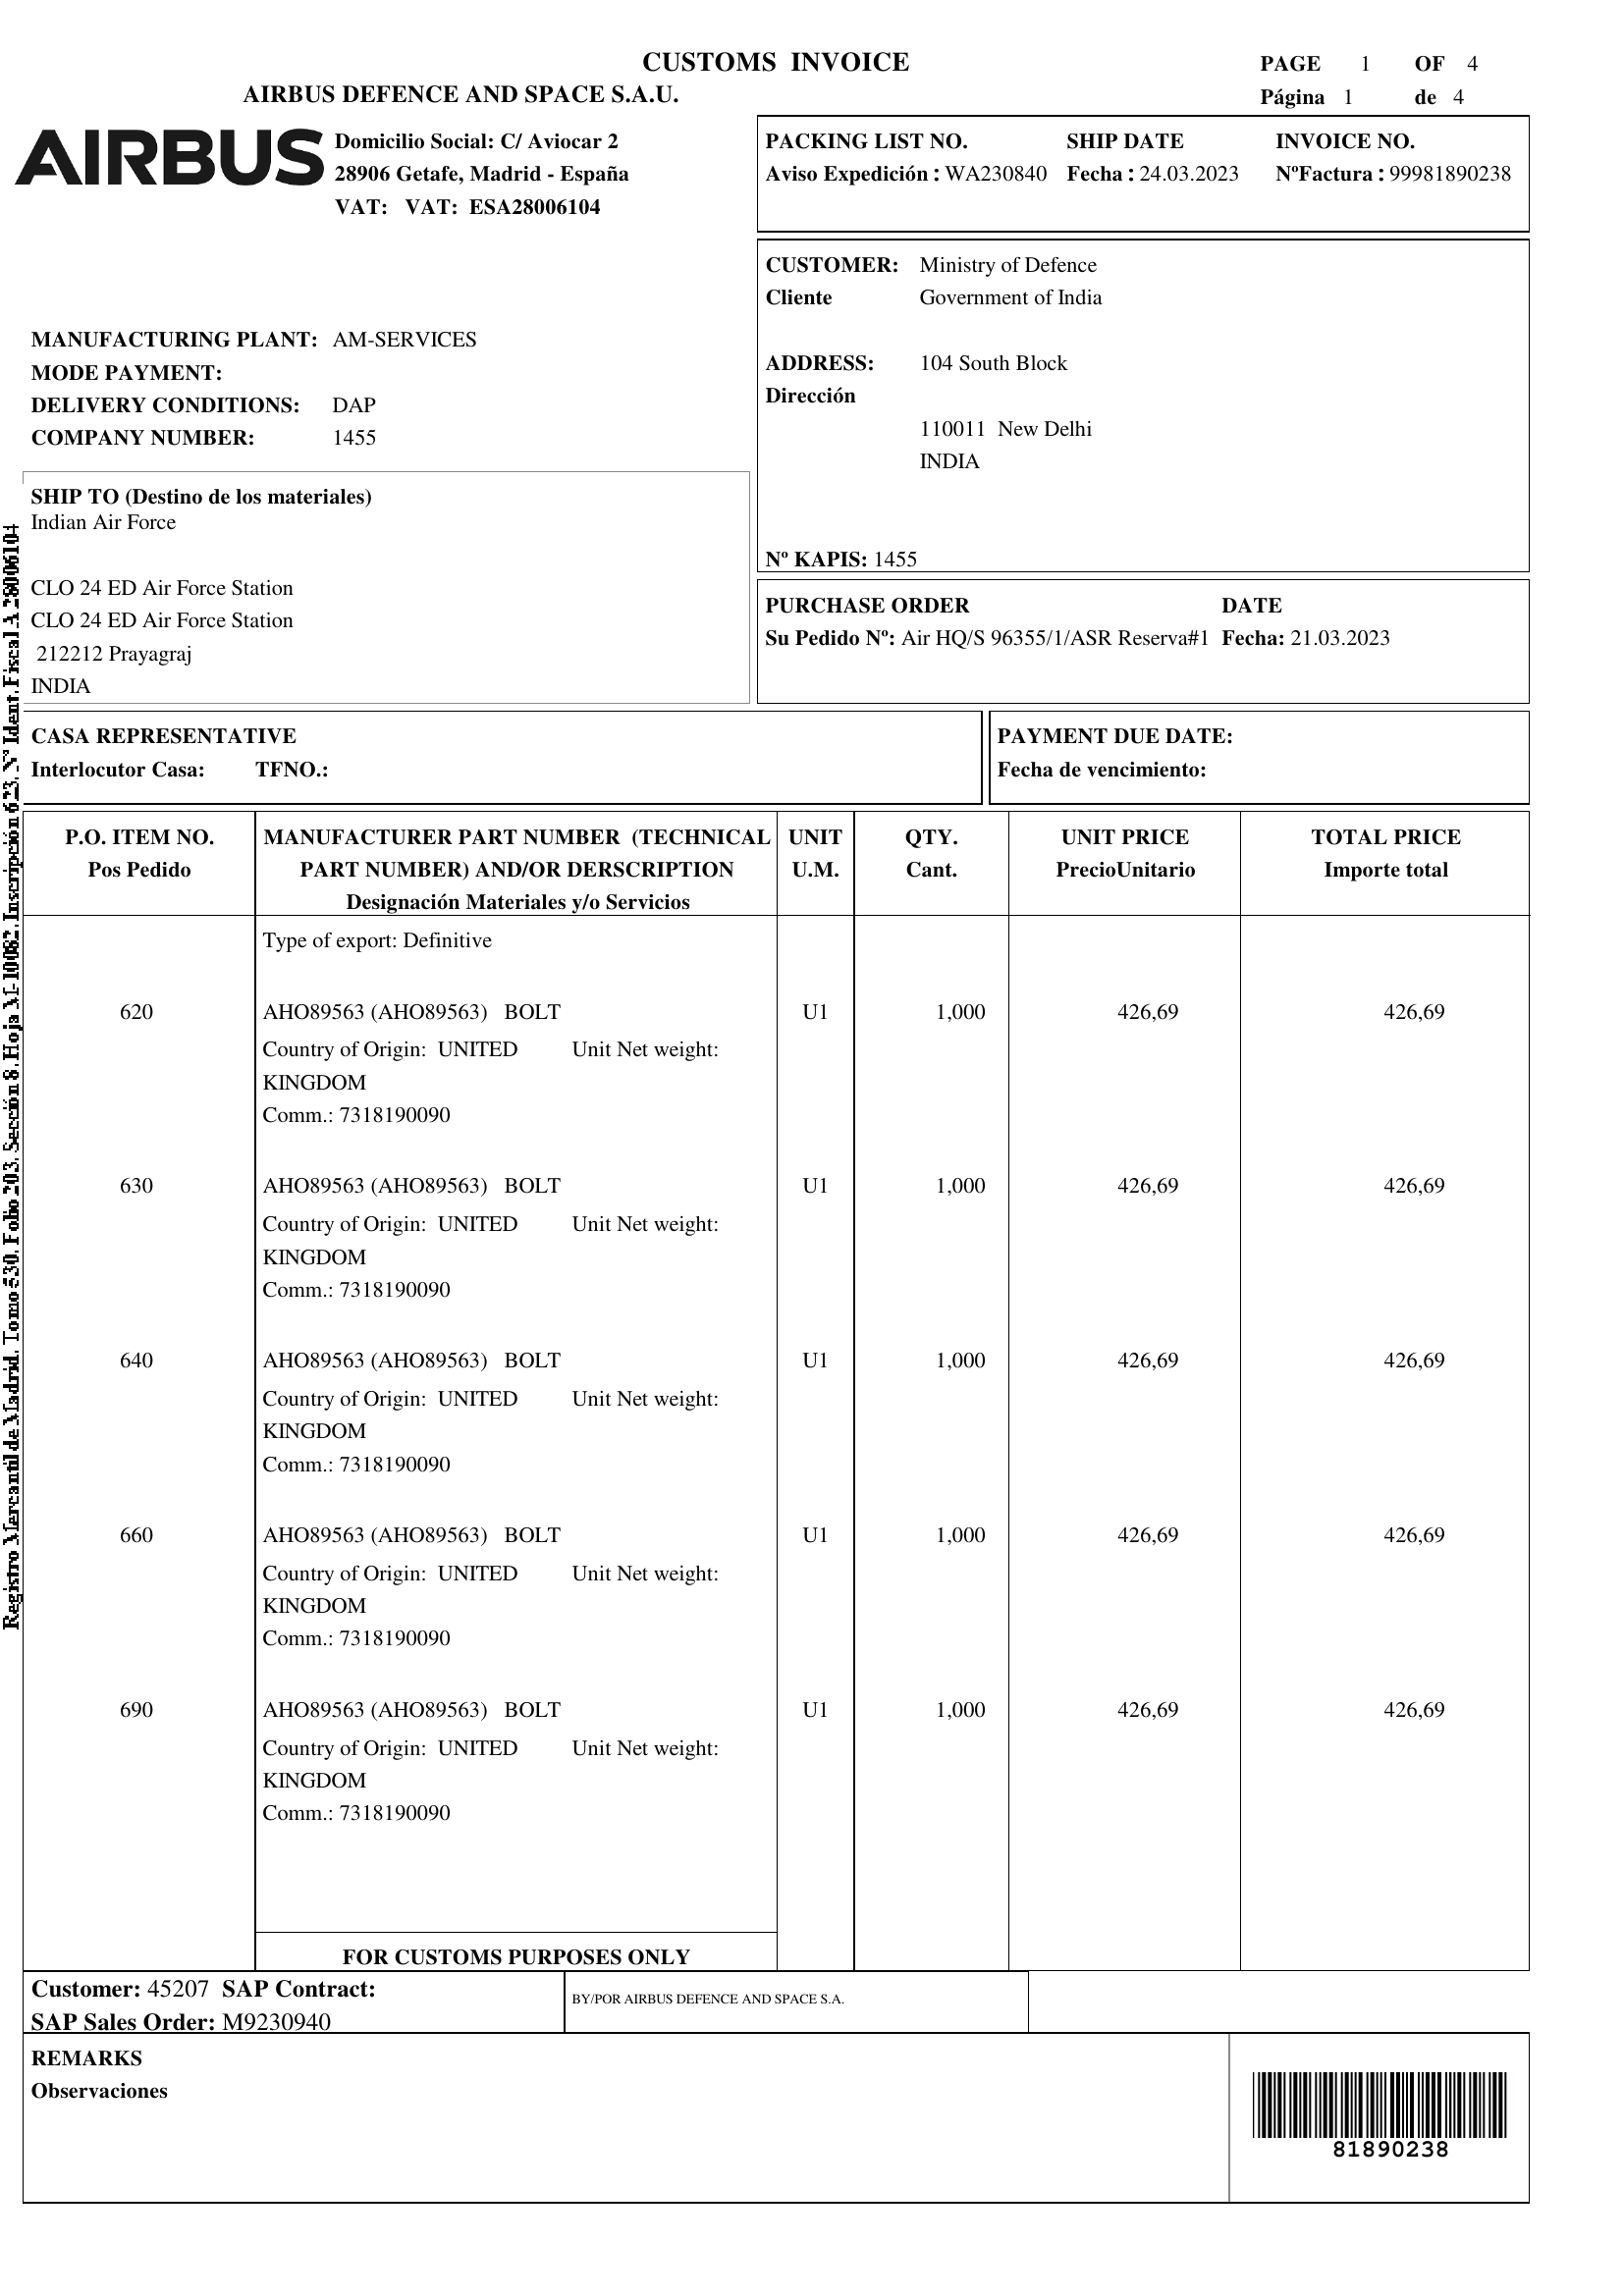 CUSTOMS INVOICE
PAGE 1 OF 4
AIRBUS DEFENCE AND SPACE S.A.U.
Página 1 de 4
AIRBUS
Domicilio Social: C/ Aviocar 2
28906 Getafe, Madrid - España
VAT: VAT: ESA28006104
PACKING LIST NO. SHIP DATE INVOICE NO.
Aviso Expedición : WA230840 Fecha : 24.03.2023 NºFactura : 99981890238
CUSTOMER: Ministry of Defence
Cliente Government of India
ADDRESS: 104 South Block
Dirección
110011 New Delhi
INDIA
Nº KAPIS: 1455
MANUFACTURING PLANT: AM-SERVICES
MODE PAYMENT:
DELIVERY CONDITIONS: DAP
COMPANY NUMBER: 1455
SHIP TO (Destino de los materiales)
Indian Air Force
CLO 24 ED Air Force Station
CLO 24 ED Air Force Station
212212 Prayagraj
INDIA
PURCHASE ORDER DATE
Su Pedido Nº: Air HQ/S 96355/1/ASR Reserva#1 Fecha: 21.03.2023
CASA REPRESENTATIVE
Interlocutor Casa: TFNO.:
PAYMENT DUE DATE:
Fecha de vencimiento:
P.O. ITEM NO. MANUFACTURER PART NUMBER (TECHNICAL UNIT QTY. UNIT PRICE TOTAL PRICE
Pos Pedido PART NUMBER) AND/OR DERSCRIPTION U.M. Cant. PrecioUnitario Importe total
Designación Materiales y/o Servicios
Type of export: Definitive
620 AHO89563 (AHO89563) BOLT U1 1,000 426,69 426,69
Country of Origin: UNITED Unit Net weight:
KINGDOM
Comm.: 7318190090
630 AHO89563 (AHO89563) BOLT U1 1,000 426,69 426,69
Country of Origin: UNITED Unit Net weight:
KINGDOM
Comm.: 7318190090
640 AHO89563 (AHO89563) BOLT U1 1,000 426,69 426,69
Country of Origin: UNITED Unit Net weight:
KINGDOM
Comm.: 7318190090
660 AHO89563 (AHO89563) BOLT U1 1,000 426,69 426,69
Country of Origin: UNITED Unit Net weight:
KINGDOM
Comm.: 7318190090
690 AHO89563 (AHO89563) BOLT U1 1,000 426,69 426,69
Country of Origin: UNITED Unit Net weight:
KINGDOM
Comm.: 7318190090
FOR CUSTOMS PURPOSES ONLY
Customer: 45207 SAP Contract:
SAP Sales Order: M9230940
BY/POR AIRBUS DEFENCE AND SPACE S.A.
REMARKS
Observaciones
81890238
Registro Mercantil de Madrid, Tomo 530, Folio 203, Sección 8, Hoja M-10082, Inscripción 623, Nº Ident. Fiscal A 28006104